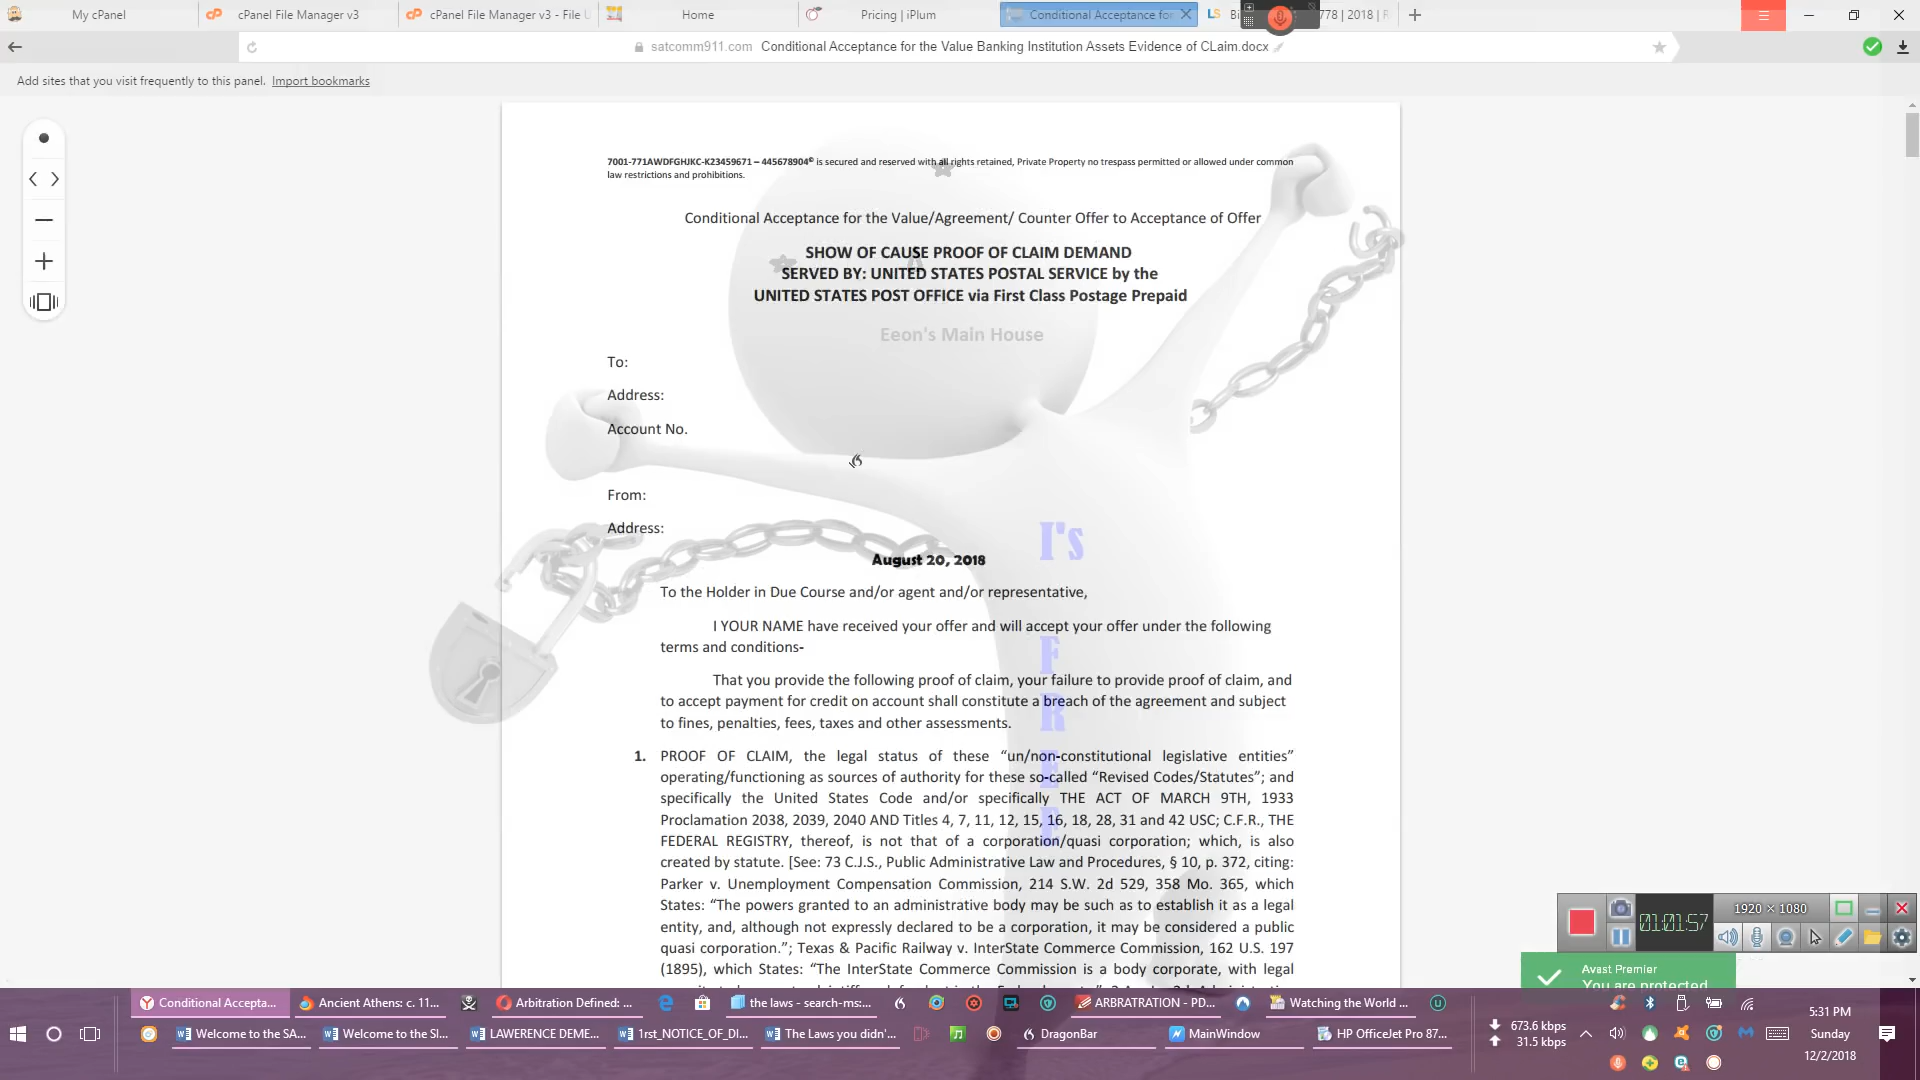 My cPanel
cPanel File Manager v3
cPanel File Manager v3 - File U
Home
Pricing | iPlum
Conditional Acceptance for
778 | 2018 |
satcomm911.com Conditional Acceptance for the Value Banking Institution Assets Evidence of CLaim.docx
Add sites that you visit frequently to this panel. Import bookmarks
7001-771AWDFGHJKC-K23459671 – 445678904© is secured and reserved with all rights retained, Private Property no trespass permitted or allowed under common
law restrictions and prohibitions.
Conditional Acceptance for the Value/Agreement/ Counter Offer to Acceptance of Offer
SHOW OF CAUSE PROOF OF CLAIM DEMAND
SERVED BY: UNITED STATES POSTAL SERVICE by the
UNITED STATES POST OFFICE via First Class Postage Prepaid
Eeon's Main House
To:
Address:
Account No.
From:
Address:
I's
August 20, 2018
To the Holder in Due Course and/or agent and/or representative,
I YOUR NAME have received your offer and will accept your offer under the following
terms and conditions-
F
R
E
E
That you provide the following proof of claim, your failure to provide proof of claim, and
to accept payment for credit on account shall constitute a breach of the agreement and subject
to fines, penalties, fees, taxes and other assessments.
1. PROOF OF CLAIM, the legal status of these “un/non-constitutional legislative entities”
operating/functioning as sources of authority for these so-called “Revised Codes/Statutes”; and
specifically the United States Code and/or specifically THE ACT OF MARCH 9TH, 1933
Proclamation 2038, 2039, 2040 AND Titles 4, 7, 11, 12, 15, 16, 18, 28, 31 and 42 USC; C.F.R., THE
FEDERAL REGISTRY, thereof, is not that of a corporation/quasi corporation; which, is also
created by statute. [See: 73 C.J.S., Public Administrative Law and Procedures, § 10, p. 372, citing:
Parker v. Unemployment Compensation Commission, 214 S.W. 2d 529, 358 Mo. 365, which
States: “The powers granted to an administrative body may be such as to establish it as a legal
entity, and, although not expressly declared to be a corporation, it may be considered a public
quasi corporation.”; Texas & Pacific Railway v. InterState Commerce Commission, 162 U.S. 197
(1895), which States: “The InterState Commerce Commission is a body corporate, with legal
1920 × 1080
01:01:57
Avast Premier
You are protected
Conditional Accepta...
Ancient Athens: c. 11...
Arbitration Defined: ...
the laws - search-ms:...
ARBRATRATION - PD...
Watching the World ...
Welcome to the SA...
Welcome to the SI...
LAWERENCE DEME...
1rst_NOTICE_OF_DI...
The Laws you didn'...
DragonBar
MainWindow
HP OfficeJet Pro 87...
673.6 kbps
31.5 kbps
5:31 PM
Sunday
12/2/2018